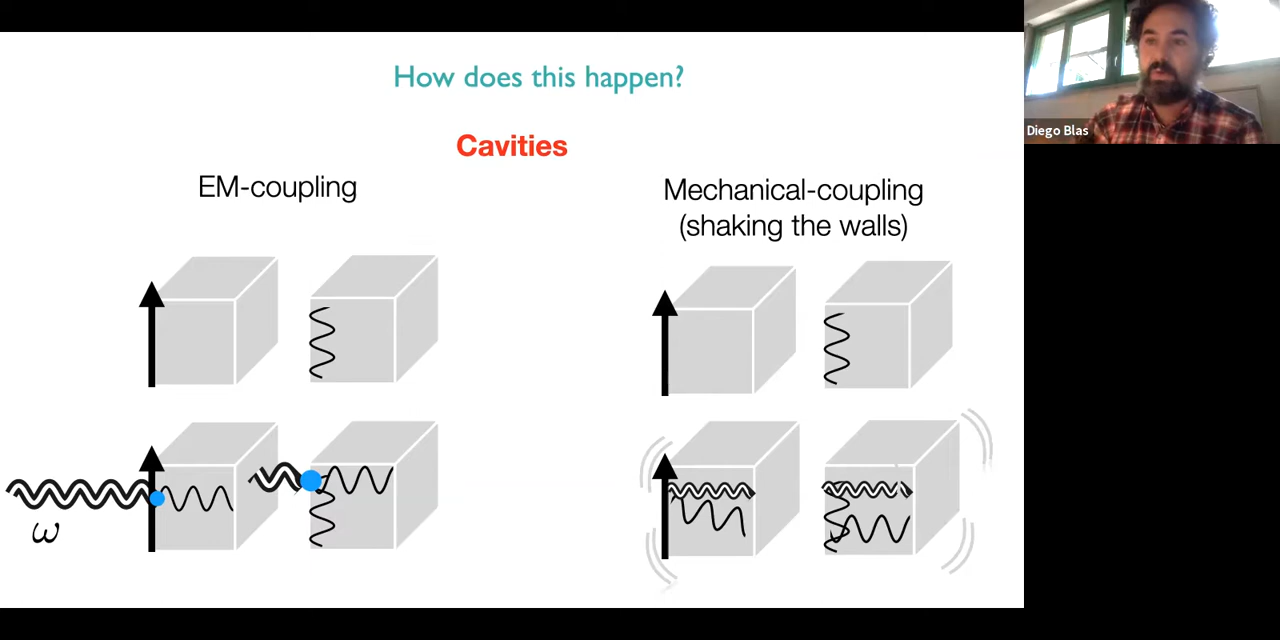 How does this happen?
Cavities
EM-coupling
Mechanical-coupling
(shaking the walls)
ω
Diego Blas